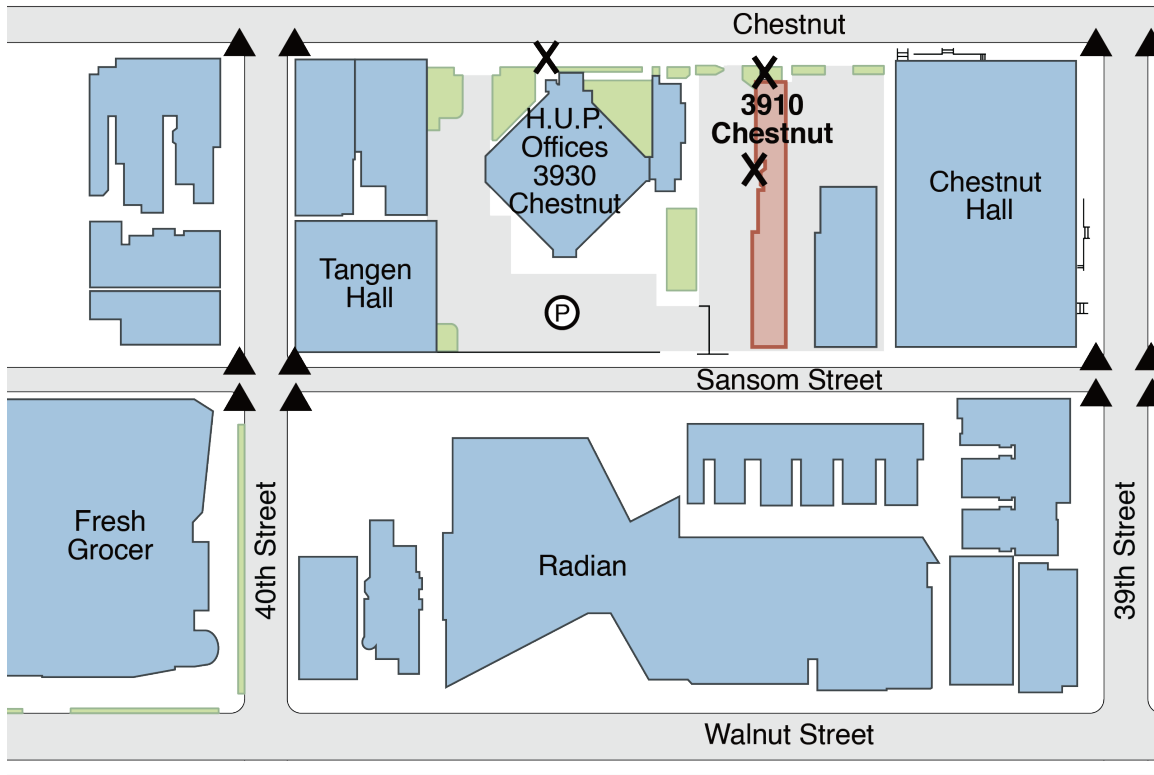 Chestnut
3910
Chestnut
H.U.P.
Offices
3930
Chestnut
Chestnut
Hall
Tangen
Hall
P
Sansom Street
40th Street
39th Street
Fresh
Grocer
Radian
Walnut Street